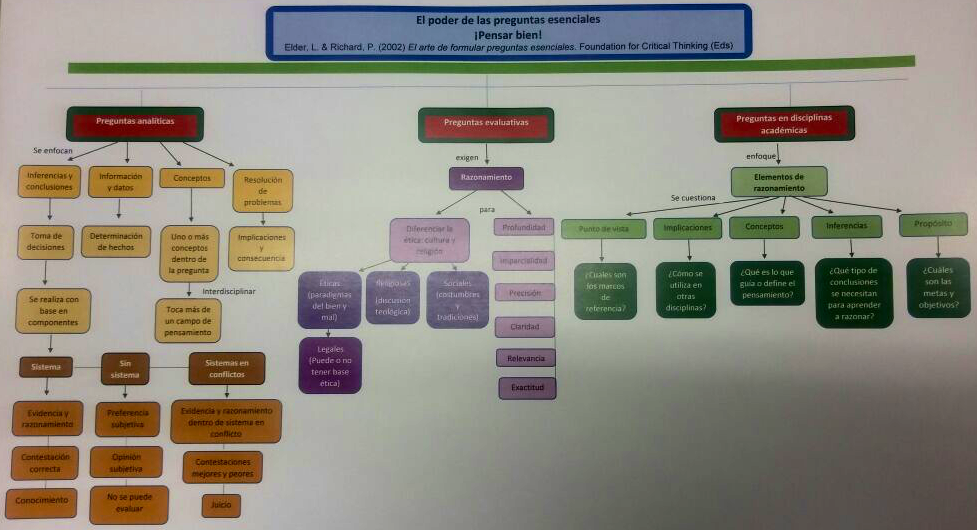 El poder de las preguntas esenciales
¡Pensar bien!
Elder, L. & Richard, P. (2002) El arte de formular preguntas esenciales. Foundation for Critical Thinking (Eds)
Preguntas analíticas
Se enfocan
Inferencias y
conclusiones
Información
y datos
Conceptos
Resolución
de
problemas
Toma de
decisiones
Determinación
de hechos
Uno o más
conceptos
dentro de
la pregunta
Implicaciones
y
consecuencia
Se realiza con
base en
componentes
Interdisciplinar
Toca más de
un campo de
pensamiento
Sistema
Sin
sistema
Sistemas en
conflictos
Evidencia y
razonamiento
Preferencia
subjetiva
Evidencia y razonamiento
dentro de sistema en
conflicto
Contestación
correcta
Opinión
subjetiva
Contestaciones
mejores y peores
Conocimiento
No se puede
evaluar
Juicio
Preguntas evaluativas
exigen
Razonamiento
para
Diferenciar la
ética: cultura y
religión
Éticas
(paradigmas
del bien y
mal)
Religiosas
(discusión
teológica)
Sociales
(costumbres
y
tradiciones)
Legales
(Puede o no
tener base
ética)
Profundidad
Imparcialidad
Precisión
Claridad
Relevancia
Exactitud
Preguntas en disciplinas
académicas
enfoque
Elementos de
razonamiento
Se cuestiona
Punto de vista
Implicaciones
Conceptos
Inferencias
Propósito
¿Cuáles son
los marcos
de
referencia?
¿Cómo se
utiliza en
otras
disciplinas?
¿Qué es lo que
guía o define el
pensamiento?
¿Qué tipo de
conclusiones
se necesitan
para aprender
a razonar?
¿Cuáles
son las
metas y
objetivos?